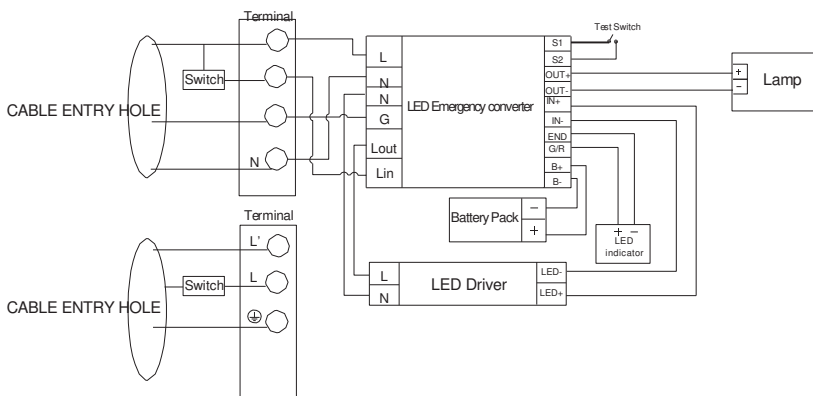 Terminal
Switch
CABLE ENTRY HOLE
N
L
N
N
G
Lout
Lin
LED Emergency converter
S1
S2
OUT+
OUT-
IN+
IN-
END
G/R
B+
B-
Test Switch
+
−
Lamp
Battery Pack
−
+
+ −
LED
indicator
L
N
LED Driver
LED-
LED+
Terminal
L'
Switch
L
CABLE ENTRY HOLE